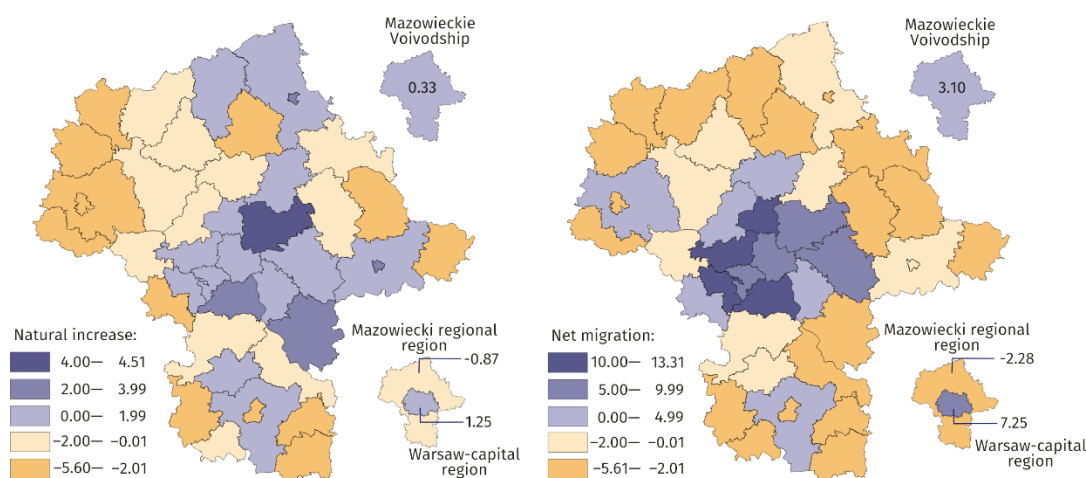 Mazowieckie
Voivodship
0.33
Natural increase:
4.00— 4.51
2.00— 3.99
0.00— 1.99
−2.00— −0.01
−5.60— −2.01
Mazowiecki regional
region
−0.87
1.25
Warsaw-capital
region
Mazowieckie
Voivodship
3.10
Net migration:
10.00— 13.31
5.00— 9.99
0.00— 4.99
−2.00— −0.01
−5.61— −2.01
Mazowiecki regional
region
−2.28
7.25
Warsaw-capital
region